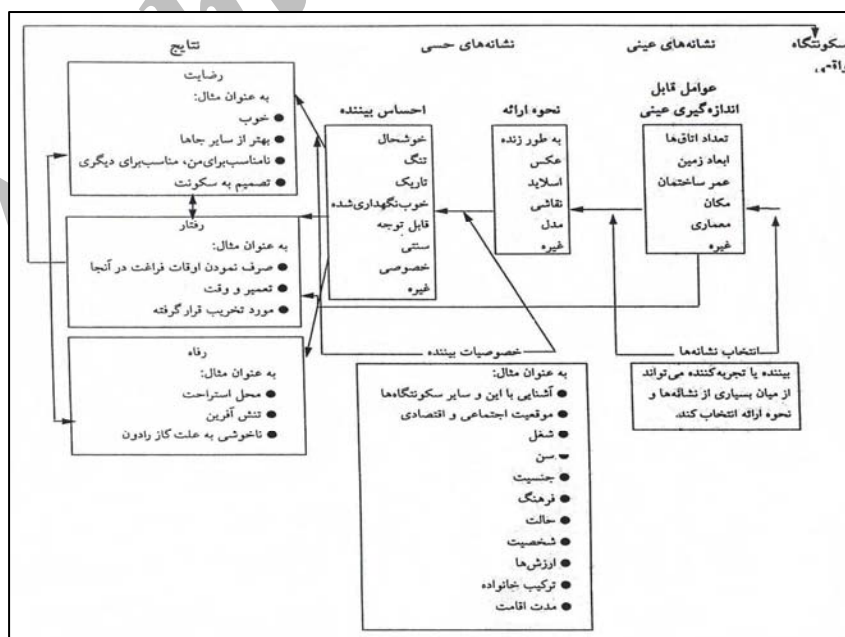 سکونتگاه
واقعی
نشانه‌های عینی
نشانه‌های حسی
نتایج
عوامل قابل
اندازه‌گیری عینی
تعداد اتاق‌ها
ابعاد زمین
عمر ساختمان
مکان
معماری
غیره
نحوه ارائه
به طور زنده
عکس
اسلاید
نقاشی
مدل
غیره
احساس بیننده
خوشحال
تنگ
تاریک
خوب‌نگهداری‌شده
قابل توجه
سنتی
خصوصی
غیره
رضایت
به عنوان مثال:
● خوب
● بهتر از سایر جاها
● نامناسب‌برای‌من، مناسب‌برای دیگری
● تصمیم به سکونت
رفتار
به عنوان مثال:
● صرف نمودن اوقات فراغت در آنجا
● تعمیر و وقت
● مورد تخریب قرار گرفته
رفاه
به عنوان مثال:
● محل استراحت
● تنش آفرین
● ناخوشی به علت گاز رادون
انتخاب نشانه‌ها
بیننده یا تجربه‌کننده می‌تواند
از میان بسیاری از نشانه‌ها و
نحوه ارائه انتخاب کند.
خصوصیات بیننده
به عنوان مثال:
● آشنایی با این و سایر سکونتگاه‌ها
● موقعیت اجتماعی و اقتصادی
● شغل
● سن
● جنسیت
● فرهنگ
● حالت
● شخصیت
● ارزش‌ها
● ترکیب خانواده
● مدت اقامت